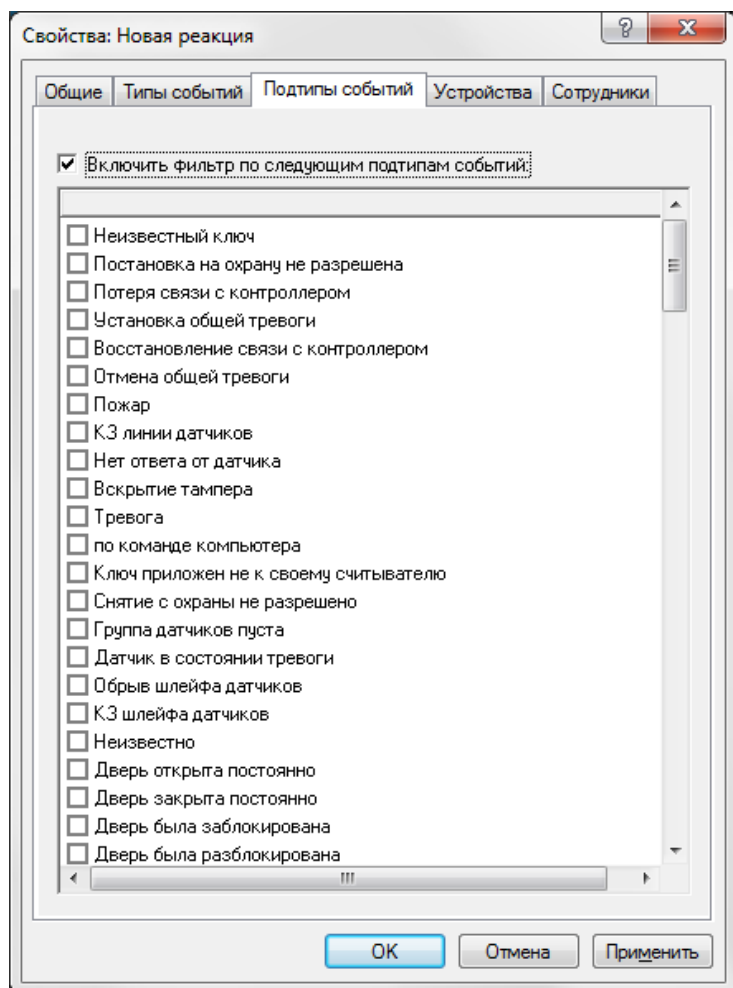 Свойства: Новая реакция
Общие Типы событий Подтипы событий Устройства Сотрудники
Включить фильтр по следующим подтипам событий:
Неизвестный ключ
Постановка на охрану не разрешена
Потеря связи с контроллером
Установка общей тревоги
Восстановление связи с контроллером
Отмена общей тревоги
Пожар
КЗ линии датчиков
Нет ответа от датчика
Вскрытие тампера
Тревога
по команде компьютера
Ключ приложен не к своему считывателю
Снятие с охраны не разрешено
Группа датчиков пуста
Датчик в состоянии тревоги
Обрыв шлейфа датчиков
КЗ шлейфа датчиков
Неизвестно
Дверь открыта постоянно
Дверь закрыта постоянно
Дверь была заблокирована
Дверь была разблокирована
OK Отмена Применить